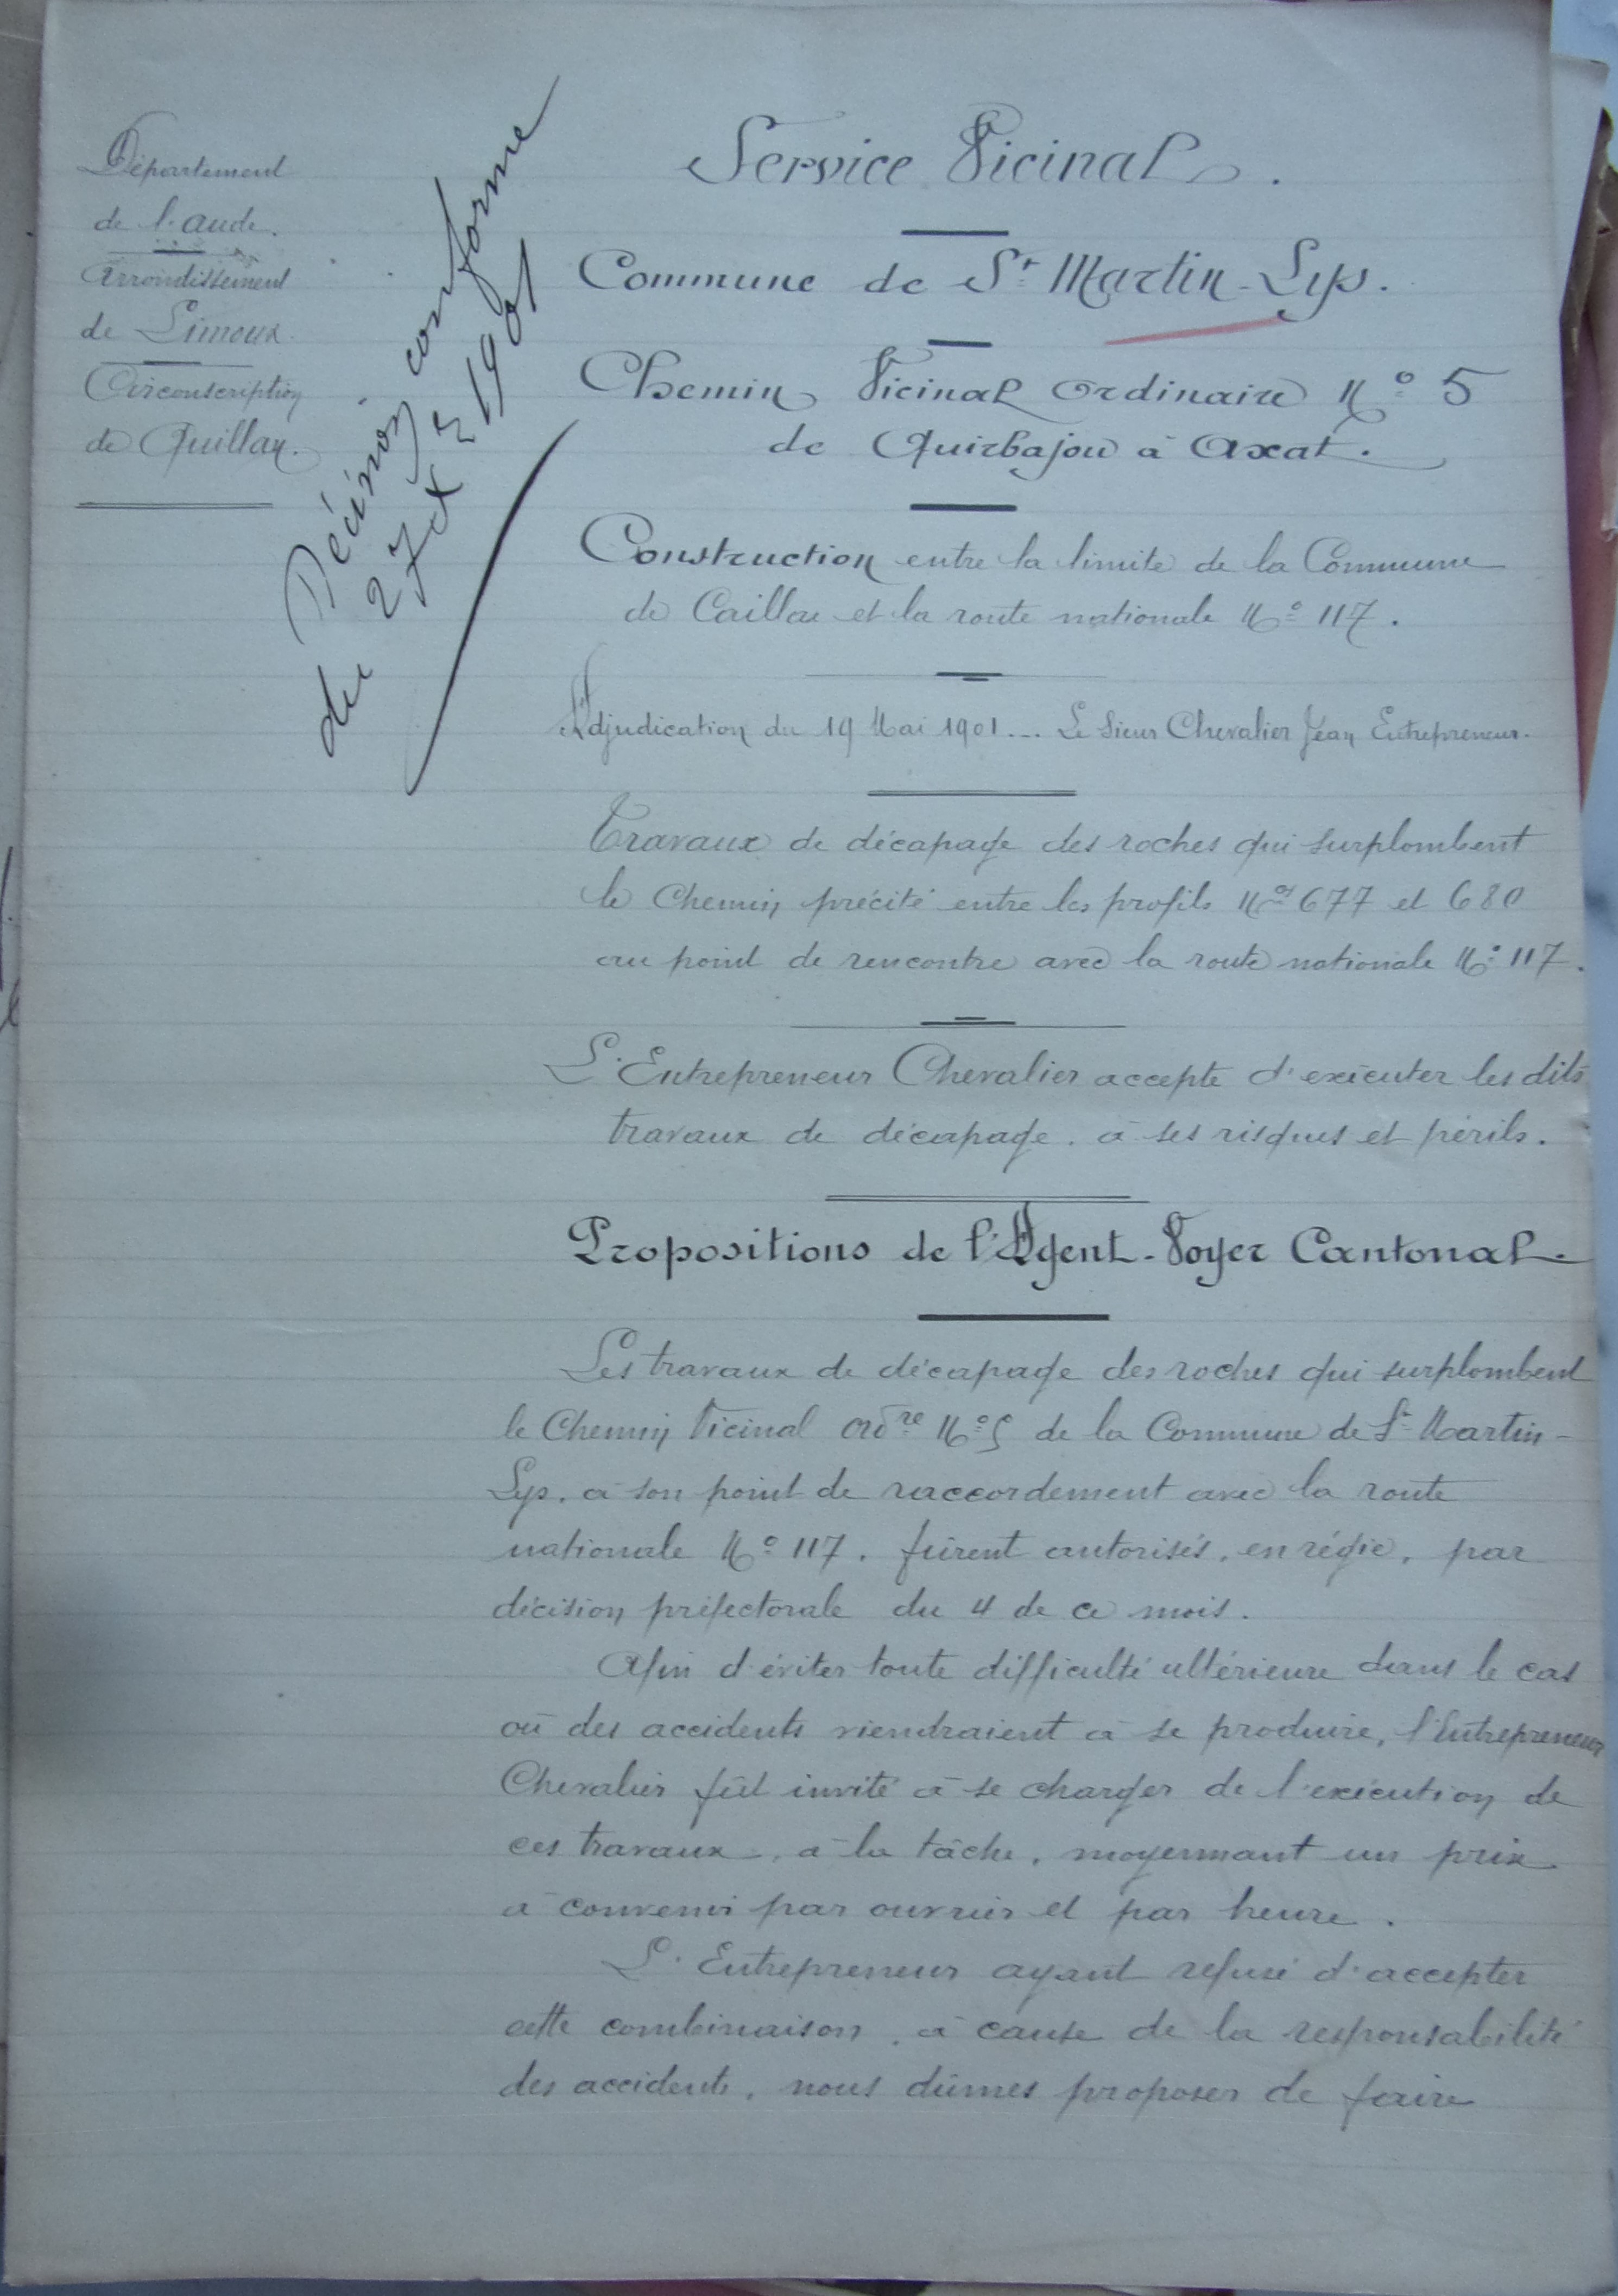 Département
de l'aude.
Arrondissement
de Limoux.
Circonscription
de Quillan.
Décision conforme
du 27 Xbre 1901
Service Vicinal.
Commune de St Martin-Lys.
Chemin Vicinal ordinaire No 5
de Quirbajou à Axat.
Construction entre la limite de la Commune
de Cailla et la route nationale No 117.
Adjudication du 19 Mai 1901 ... Le Sieur Chevalier Jean Entrepreneur.
Travaux de décapage des roches qui surplombent
le Chemin précité entre les profils Nos 677 et 680
au point de rencontre avec la route nationale No 117.
L'Entrepreneur Chevalier accepte d'exécuter les dits
travaux de décapage, à ses risques et périls.
Propositions de l'Agent-Voyer Cantonal.
Les travaux de décapage des roches qui surplombent
le Chemin Vicinal ordre No 5 de la Commune de St Martin-
Lys, à son point de raccordement avec la route
nationale No 117, fûrent autorisés, en régie, par
décision préfectorale du 4 de ce mois.
Afin d'éviter toute difficulté ultérieure dans le cas
où des accidents viendraient à se produire, l'Entrepreneur
Chevalier fût invité à se charger de l'exécution de
ces travaux, à la tâche, moyennant un prix
à convenir par ouvrier et par heure.
L'Entrepreneur ayant refusé d'accepter
cette combinaison, à cause de la responsabilité
des accidents, nous dûmes proposer de faire